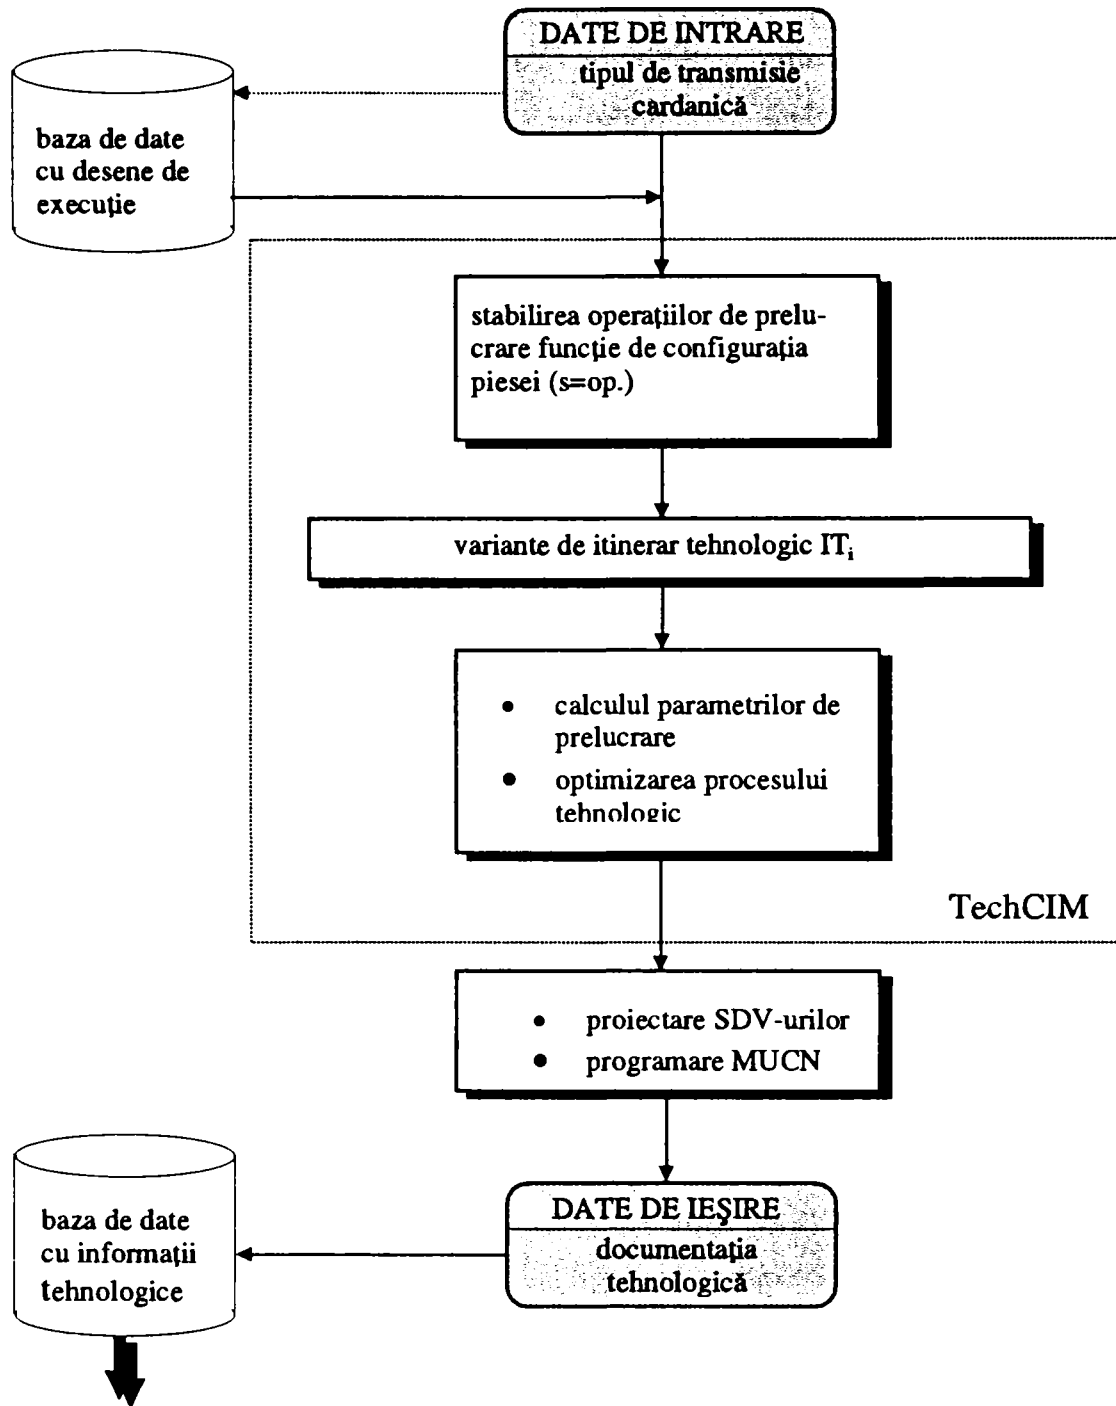 DATE DE INTRARE
tipul de transmisie
cardanică
baza de date
cu desene de
execuție
stabilirea operațiilor de prelu-
crare funcție de configurația
piesei (s=op.)
variante de itinerar tehnologic ITᵢ
• calculul parametrilor de
prelucrare
• optimizarea procesului
tehnologic
TechCIM
• proiectare SDV-urilor
• programare MUCN
DATE DE IEŞIRE
documentația
tehnologică
baza de date
cu informații
tehnologice